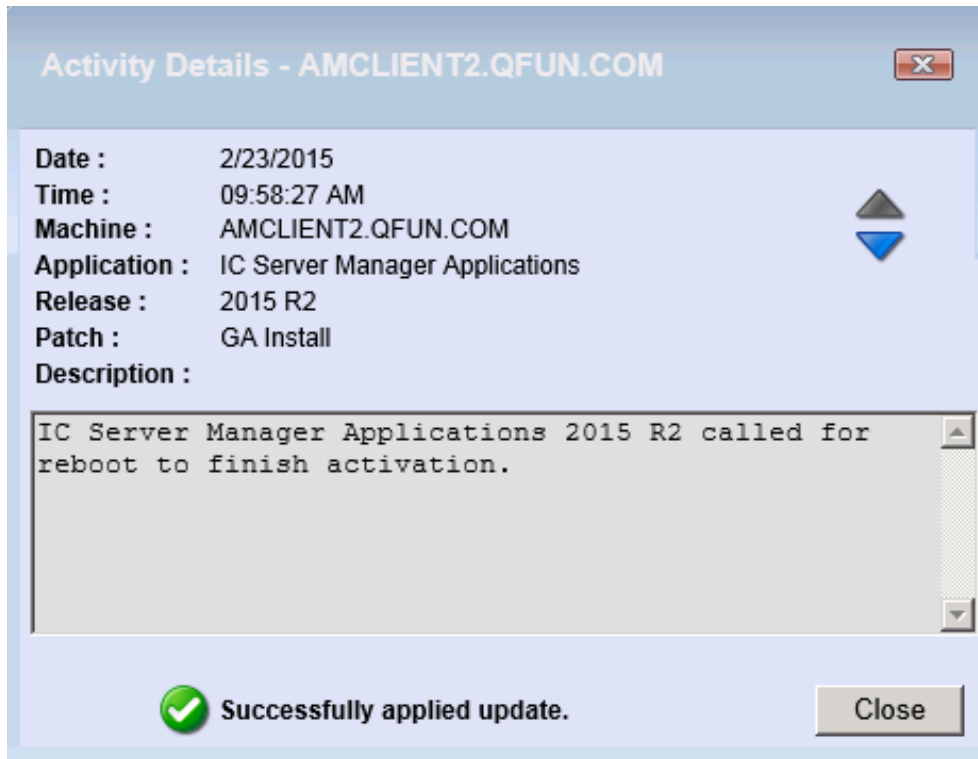 Activity Details - AMCLIENT2.QFUN.COM
Date : 2/23/2015
Time : 09:58:27 AM
Machine : AMCLIENT2.QFUN.COM
Application : IC Server Manager Applications
Release : 2015 R2
Patch : GA Install
Description :
IC Server Manager Applications 2015 R2 called for
reboot to finish activation.
Successfully applied update.
Close